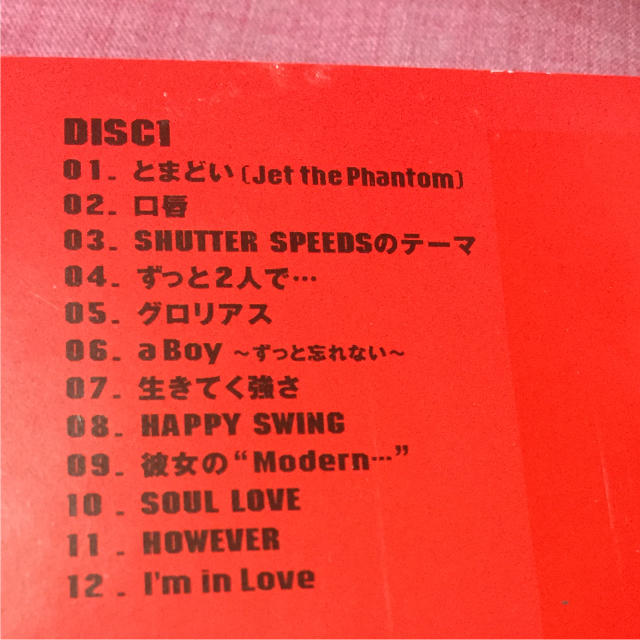 DISC1
01. とまどい (Jet the Phantom)
02. 口唇
03. SHUTTER SPEEDSのテーマ
04. ずっと2人で…
05. グロリアス
06. a Boy ～ずっと忘れない～
07. 生きてく強さ
08. HAPPY SWING
09. 彼女の“Modern…”
10. SOUL LOVE
11. HOWEVER
12. I'm in Love